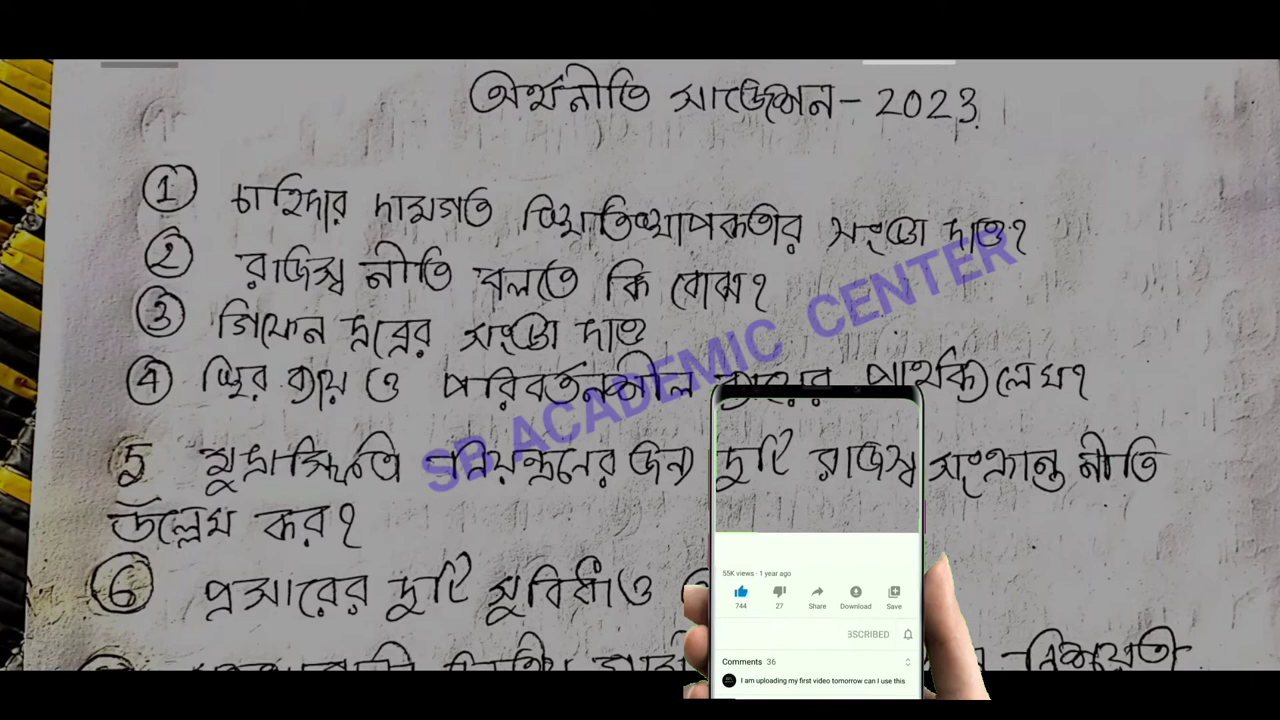 অর্থনীতি সাজেশন - 2023
① চাহিদার দামগত স্থিতিস্থাপকতার সংজ্ঞা দাও?
② রাজস্ব নীতি বলতে কি বোঝ?
③ গিফেন দ্রব্যের সংজ্ঞা দাও
④ স্থির ব্যয় ও পরিবর্তনশীল ব্যয়ের পার্থক্য লেখ?
5 মুদ্রাস্ফিতি নিয়ন্ত্রনের জন্য দুটি রাজস্ব সংক্রান্ত নীতি
উল্লেখ কর?
⑥ প্রসারের দুটি সুবিধা ও
SB ACADEMIC CENTER
55K views · 1 year ago
744 27 Share Download Save
BSCRIBED
Comments 36
I am uploading my first video tomorrow can I use this